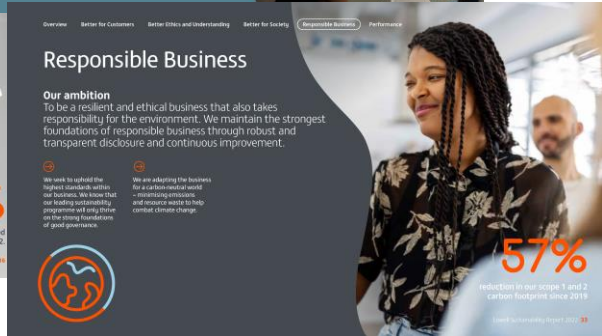 Overview Better for Customers Better Ethics and Understanding Better for Society Responsible Business Performance
Responsible Business
Our ambition
To be a resilient and ethical business that also takes
responsibility for the environment. We maintain the strongest
foundations of responsible business through robust and
transparent disclosure and continuous improvement.
We seek to uphold the
highest standards within
our business. We know that
our leading sustainability
programme will only thrive
on the strong foundations
of good governance.
We are adapting the business
for a carbon-neutral world
– minimising emissions
and resource waste to help
combat climate change.
57%
reduction in our scope 1 and 2
carbon footprint since 2019
Sustainability Report 2022